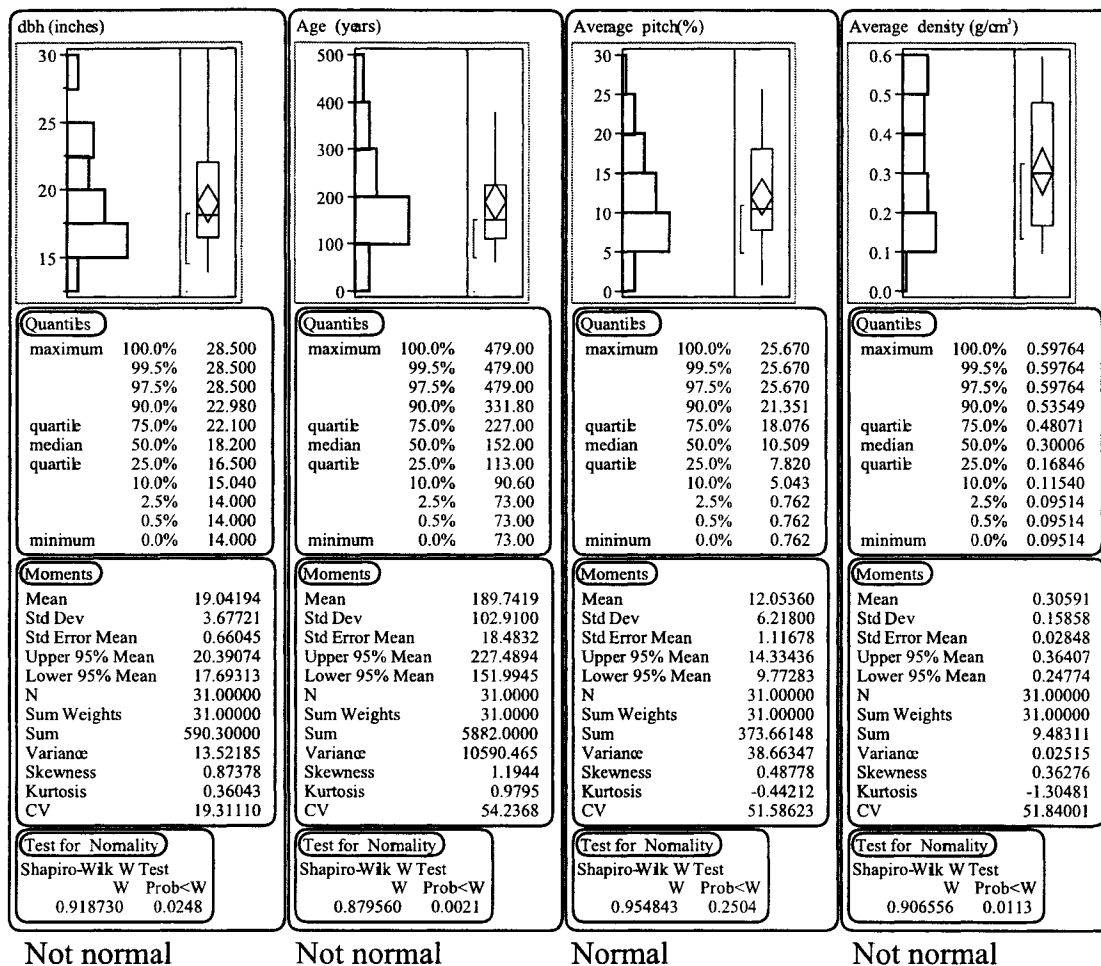 dbh (inches)
30
25
20
15
Quantiles
maximum 100.0% 28.500
99.5% 28.500
97.5% 28.500
90.0% 22.980
quartile 75.0% 22.100
median 50.0% 18.200
quartile 25.0% 16.500
10.0% 15.040
2.5% 14.000
0.5% 14.000
minimum 0.0% 14.000
Moments
Mean 19.04194
Std Dev 3.67721
Std Error Mean 0.66045
Upper 95% Mean 20.39074
Lower 95% Mean 17.69313
N 31.00000
Sum Weights 31.00000
Sum 590.30000
Variance 13.52185
Skewness 0.87378
Kurtosis 0.36043
CV 19.31110
Test for Normality
Shapiro-Wilk W Test
W Prob<W
0.918730 0.0248
Not normal
Age (years)
500
400
300
200
100
0
Quantiles
maximum 100.0% 479.00
99.5% 479.00
97.5% 479.00
90.0% 331.80
quartile 75.0% 227.00
median 50.0% 152.00
quartile 25.0% 113.00
10.0% 90.60
2.5% 73.00
0.5% 73.00
minimum 0.0% 73.00
Moments
Mean 189.7419
Std Dev 102.9100
Std Error Mean 18.4832
Upper 95% Mean 227.4894
Lower 95% Mean 151.9945
N 31.0000
Sum Weights 31.0000
Sum 5882.0000
Variance 10590.465
Skewness 1.1944
Kurtosis 0.9795
CV 54.2368
Test for Normality
Shapiro-Wilk W Test
W Prob<W
0.879560 0.0021
Not normal
Average pitch(%)
30
25
20
15
10
5
0
Quantiles
maximum 100.0% 25.670
99.5% 25.670
97.5% 25.670
90.0% 21.351
quartile 75.0% 18.076
median 50.0% 10.509
quartile 25.0% 7.820
10.0% 5.043
2.5% 0.762
0.5% 0.762
minimum 0.0% 0.762
Moments
Mean 12.05360
Std Dev 6.21800
Std Error Mean 1.11678
Upper 95% Mean 14.33436
Lower 95% Mean 9.77283
N 31.00000
Sum Weights 31.00000
Sum 373.66148
Variance 38.66347
Skewness 0.48778
Kurtosis -0.44212
CV 51.58623
Test for Normality
Shapiro-Wilk W Test
W Prob<W
0.954843 0.2504
Normal
Average density (g/cm³)
0.6
0.5
0.4
0.3
0.2
0.1
0.0
Quantiles
maximum 100.0% 0.59764
99.5% 0.59764
97.5% 0.59764
90.0% 0.53549
quartile 75.0% 0.48071
median 50.0% 0.30006
quartile 25.0% 0.16846
10.0% 0.11540
2.5% 0.09514
0.5% 0.09514
minimum 0.0% 0.09514
Moments
Mean 0.30591
Std Dev 0.15858
Std Error Mean 0.02848
Upper 95% Mean 0.36407
Lower 95% Mean 0.24774
N 31.00000
Sum Weights 31.00000
Sum 9.48311
Variance 0.02515
Skewness 0.36276
Kurtosis -1.30481
CV 51.84001
Test for Normality
Shapiro-Wilk W Test
W Prob<W
0.906556 0.0113
Not normal